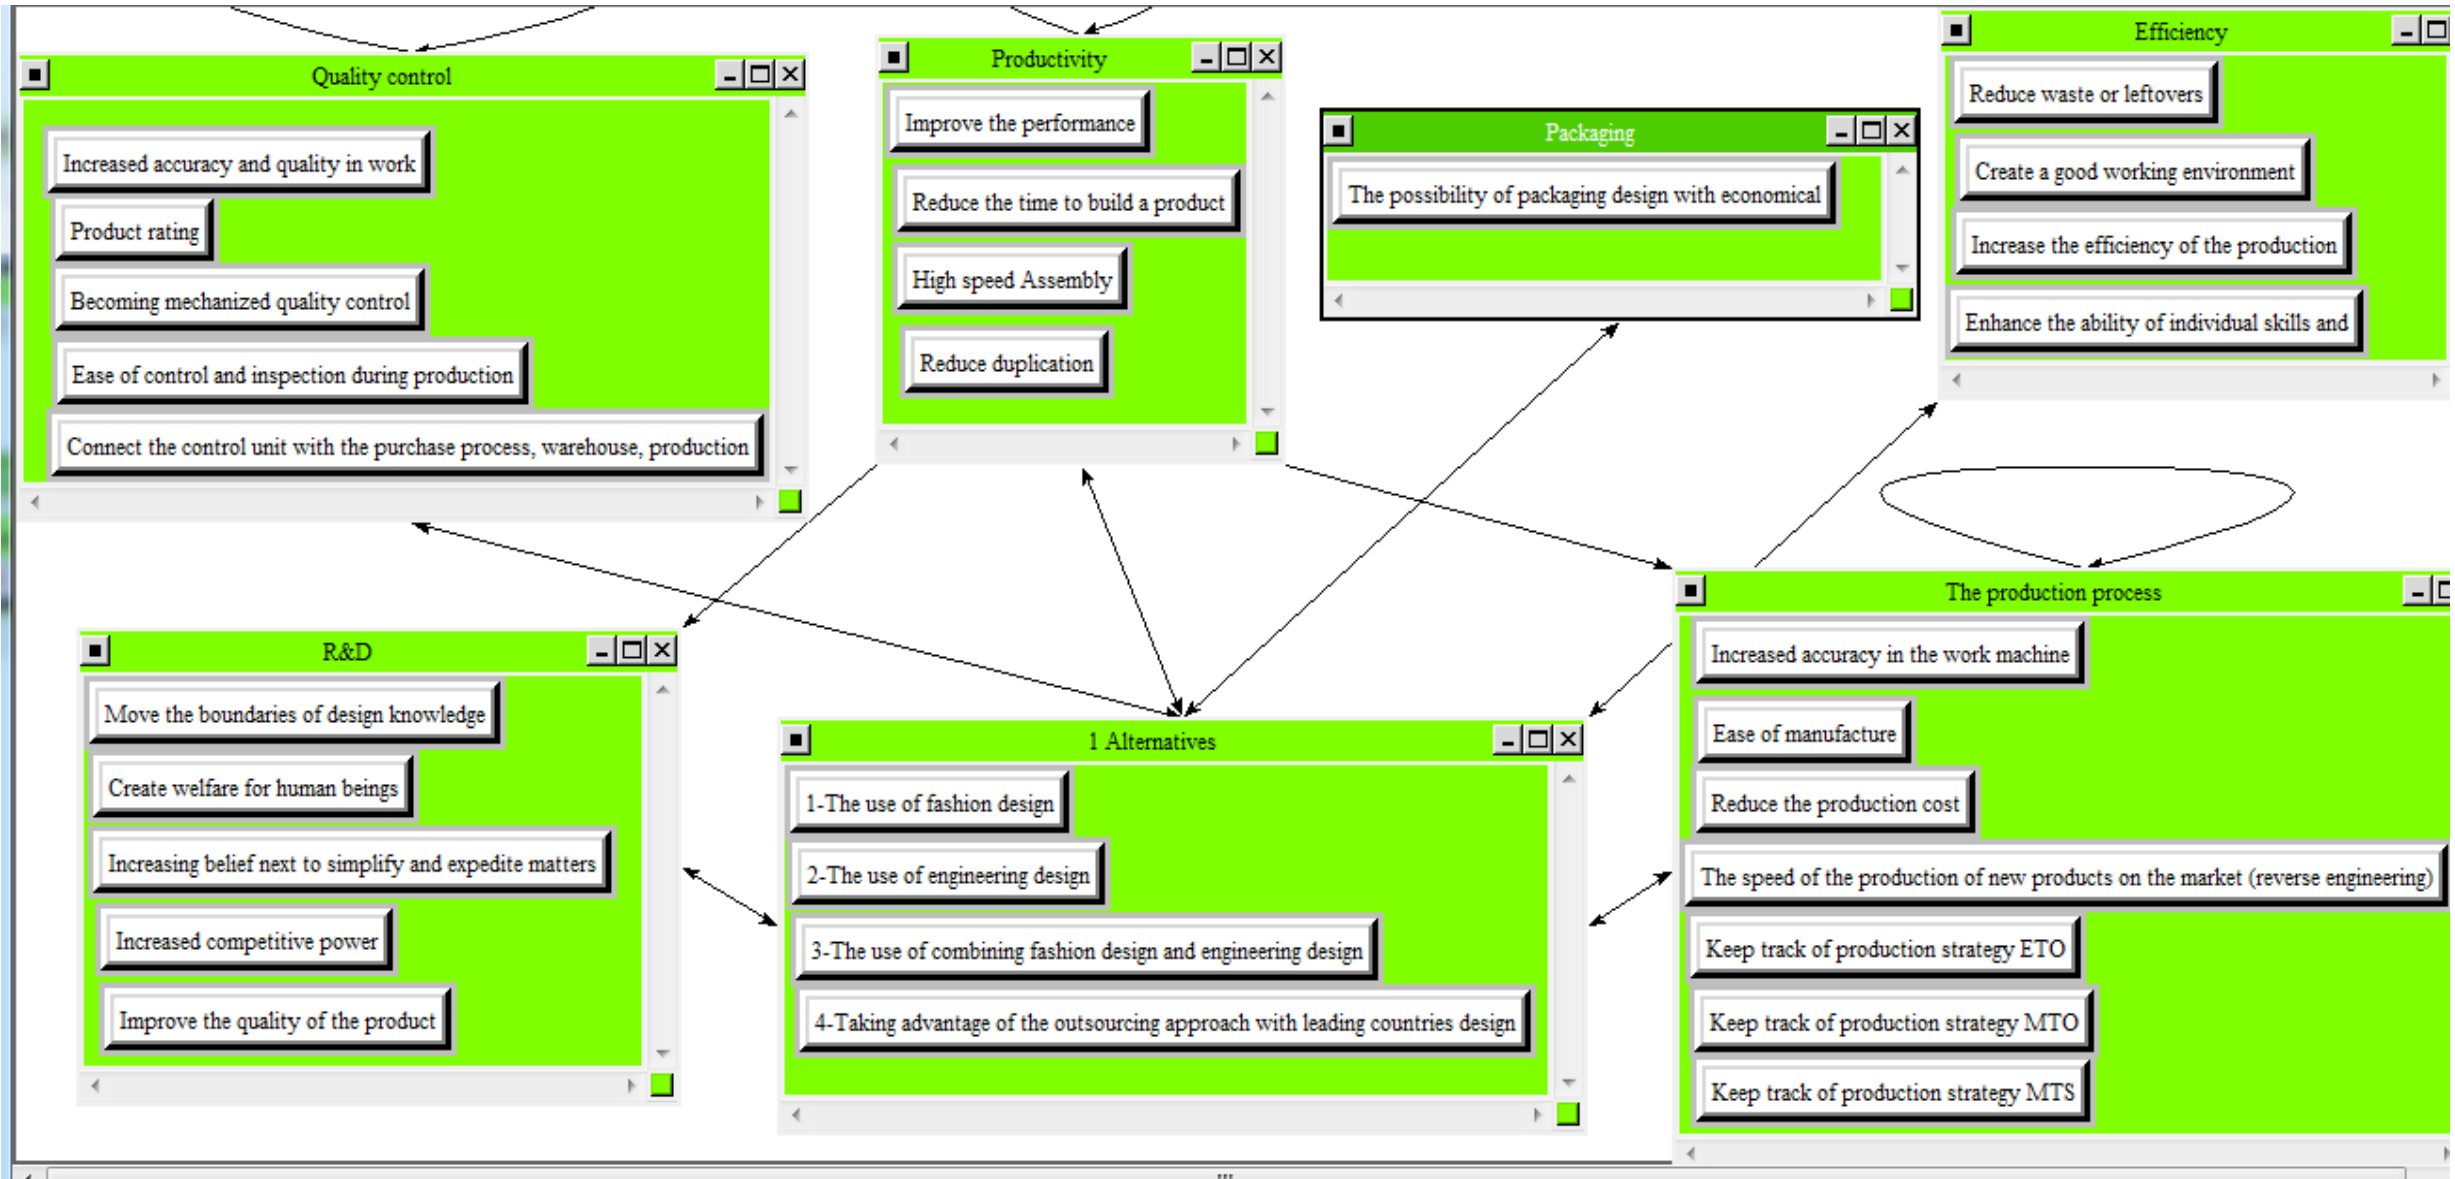 Quality control
Increased accuracy and quality in work
Product rating
Becoming mechanized quality control
Ease of control and inspection during production
Connect the control unit with the purchase process, warehouse, production
Productivity
Improve the performance
Reduce the time to build a product
High speed Assembly
Reduce duplication
Packaging
The possibility of packaging design with economical
Efficiency
Reduce waste or leftovers
Create a good working environment
Increase the efficiency of the production
Enhance the ability of individual skills and
R&D
Move the boundaries of design knowledge
Create welfare for human beings
Increasing belief next to simplify and expedite matters
Increased competitive power
Improve the quality of the product
1 Alternatives
1-The use of fashion design
2-The use of engineering design
3-The use of combining fashion design and engineering design
4-Taking advantage of the outsourcing approach with leading countries design
The production process
Increased accuracy in the work machine
Ease of manufacture
Reduce the production cost
The speed of the production of new products on the market (reverse engineering)
Keep track of production strategy ETO
Keep track of production strategy MTO
Keep track of production strategy MTS